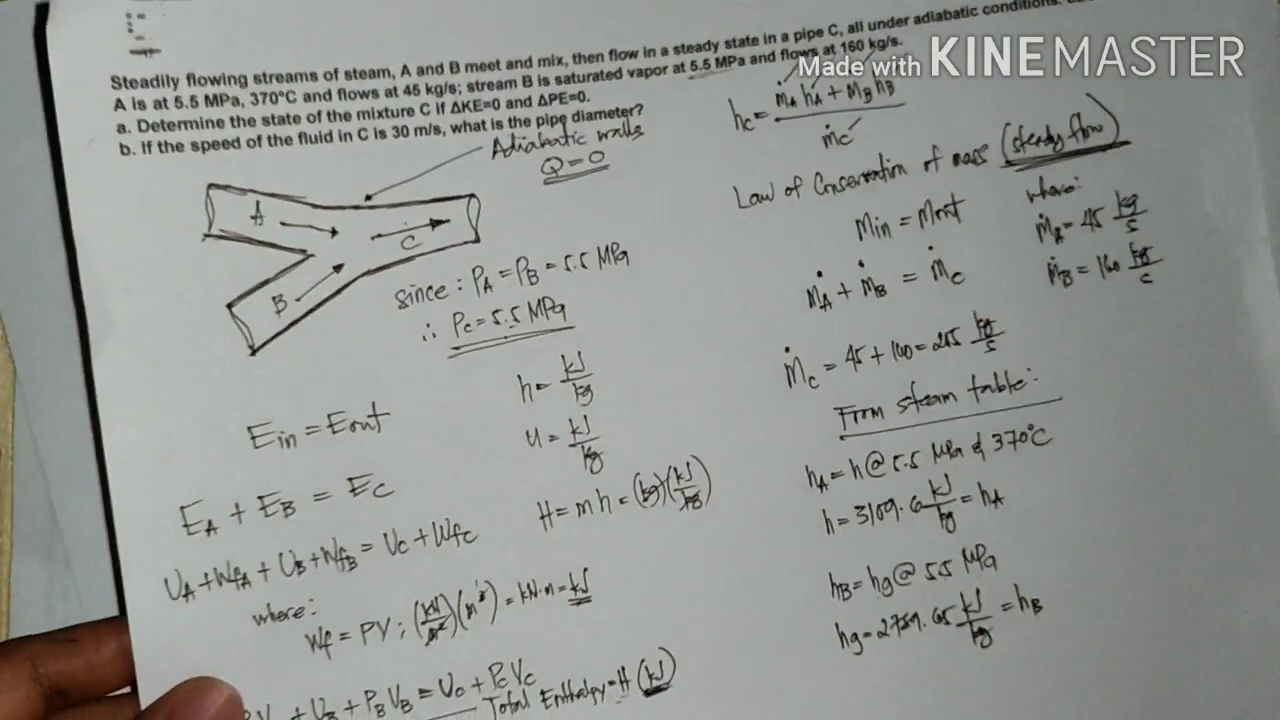 Steadily flowing streams of steam, A and B meet and mix, then flow in a steady state in a pipe C, all under adiabatic conditions.
A is at 5.5 MPa, 370°C and flows at 45 kg/s; stream B is saturated vapor at 5.5 MPa and flows at 160 kg/s.
a. Determine the state of the mixture C if ΔKE=0 and ΔPE=0.
b. If the speed of the fluid in C is 30 m/s, what is the pipe diameter?
Made with KINEMASTER
Adiabatic walls
Q=0
A
C
B
since: PA = PB = 5.5 MPa
∴ Pc = 5.5 MPa
h = kJ/kg
u = kJ/kg
Ein = Eout
EA + EB = EC
H = mh = (kg)(kJ/kg)
UA + WfA + UB + WfB = UC + WfC
where:
Wf = PV; (kN/m²)(m³) = kN·m = kJ
+ UB + PBVB = UC + PCVC
Total Enthalpy = H (kJ)
hc = ṁA hA + ṁB hB / ṁc
Law of Conservation of mass (steady flow)
Min = Mout
where:
ṁA = 45 kg/s
ṁA + ṁB = ṁC
ṁB = 160 kg/s
ṁC = 45 + 160 = 205 kg/s
From steam table:
hA = h @ 5.5 MPa & 370°C
h = 3109.6 kJ/kg = hA
hB = hg @ 5.5 MPa
hg = 2789.65 kJ/kg = hB